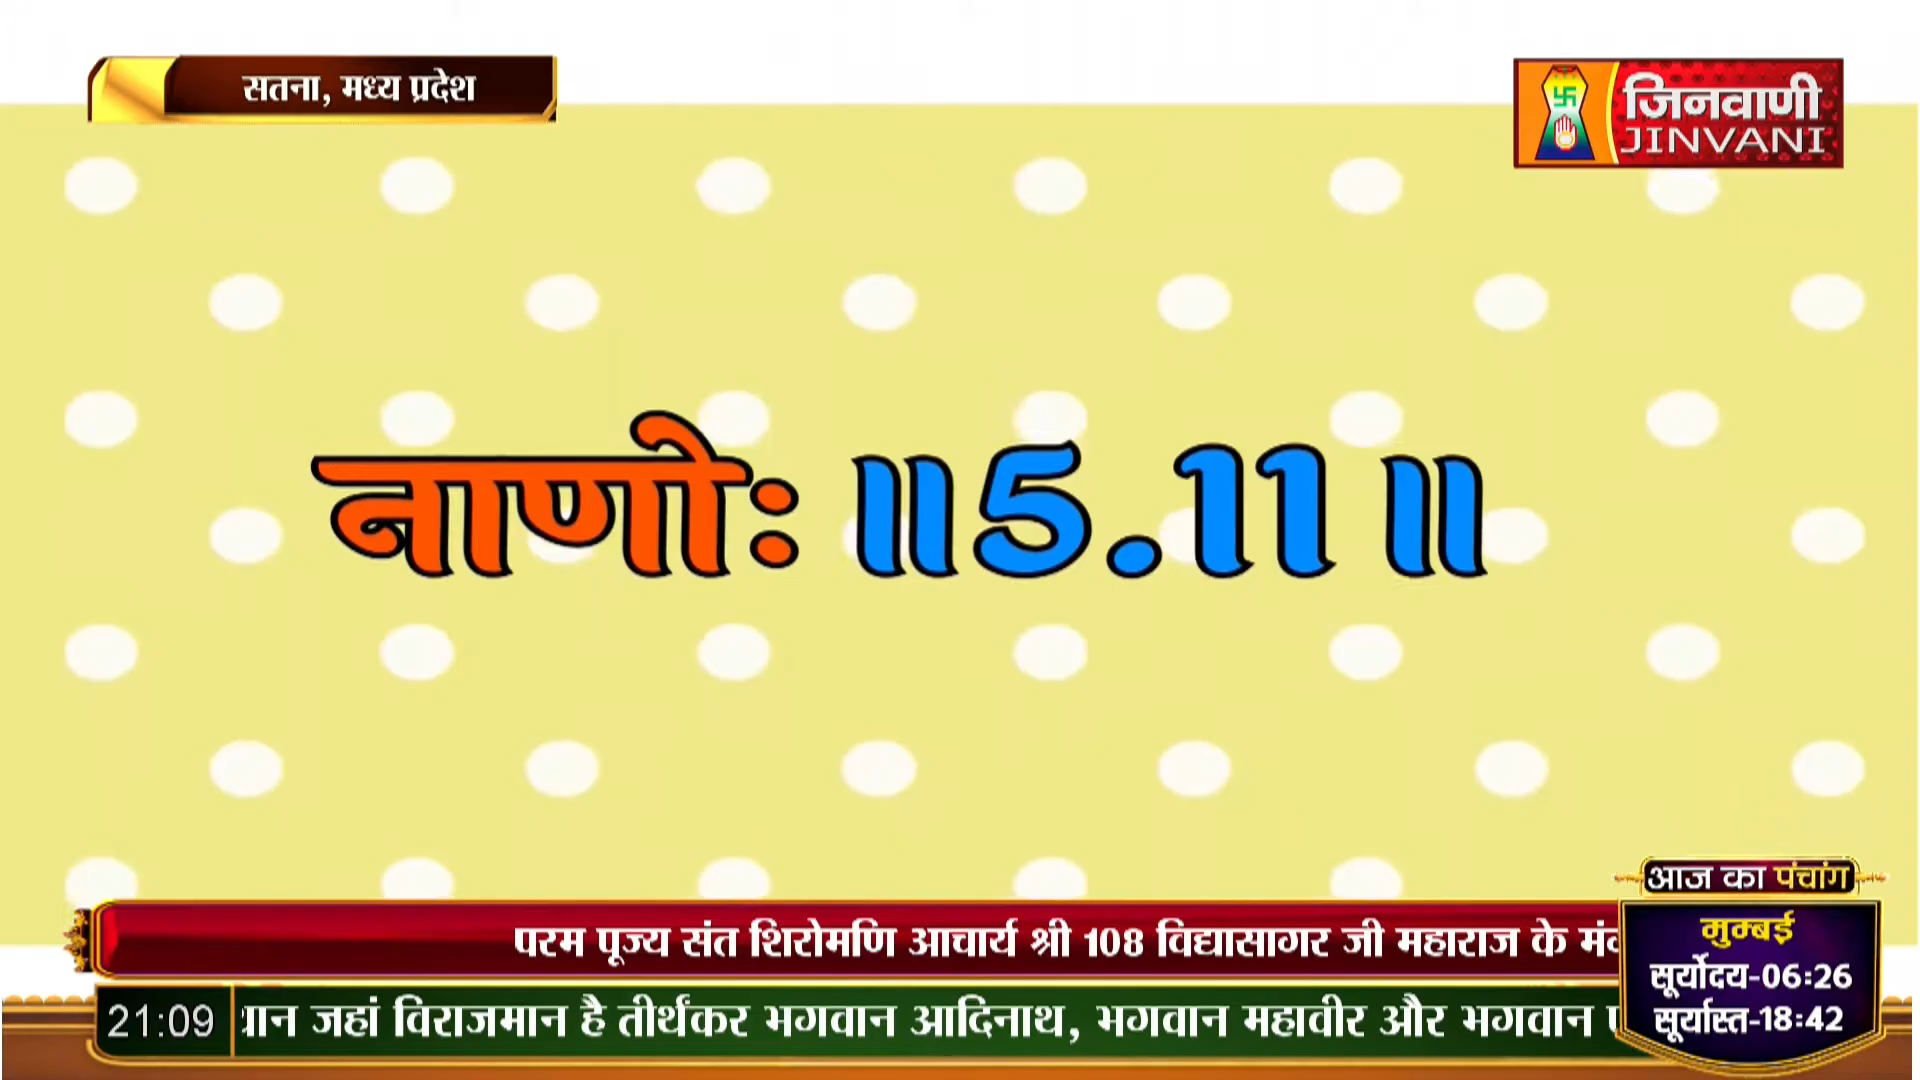 सतना, मध्य प्रदेश
जिनवाणी
JINVANI
नाणोः ॥5.11॥
आज का पंचांग
मुम्बई
सूर्योदय-06:26
सूर्यास्त-18:42
परम पूज्य संत शिरोमणि आचार्य श्री 108 विद्यासागर जी महाराज के
21:09
जहां विराजमान है तीर्थंकर भगवान आदिनाथ, भगवान महावीर और भगवान